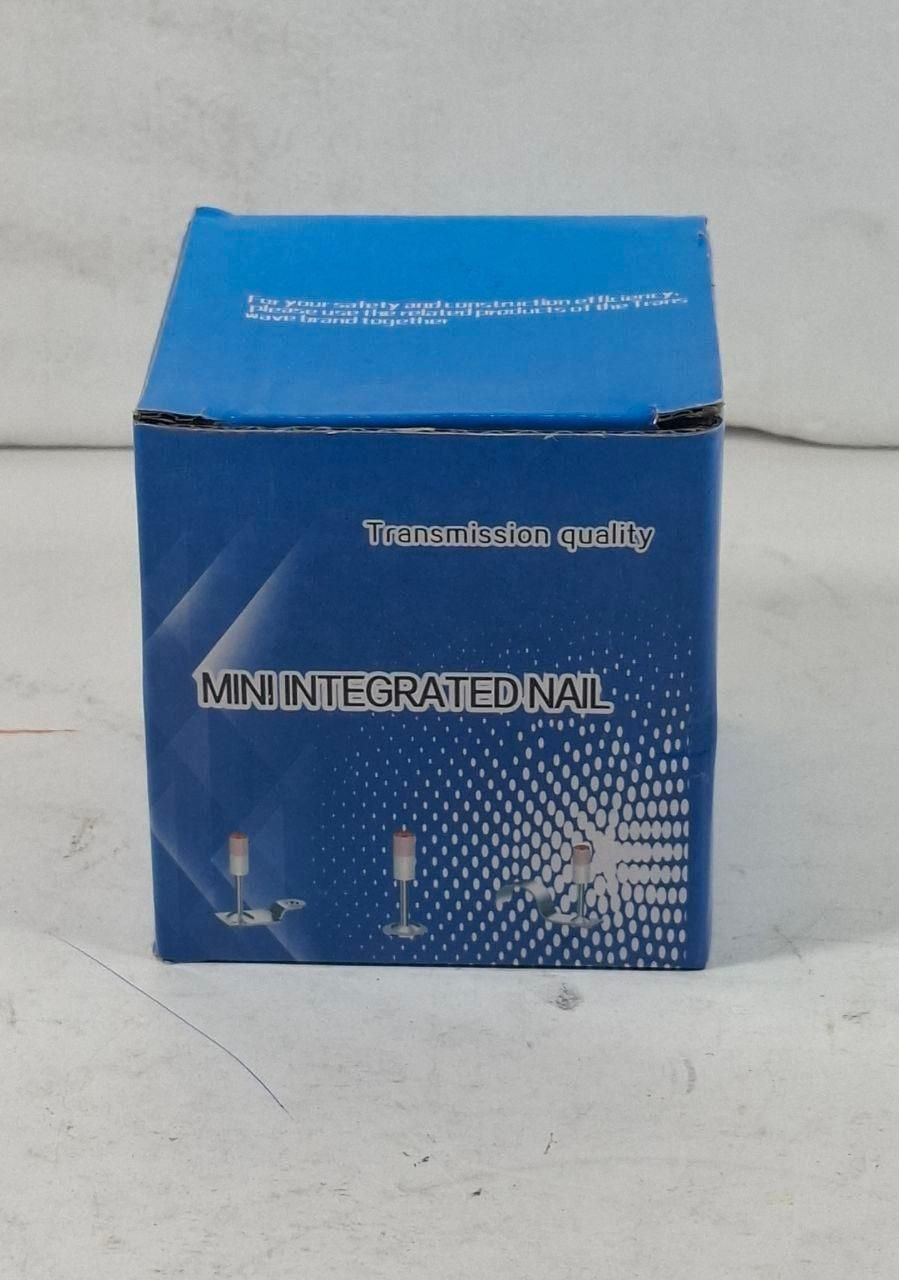 For your safety and construction efficiency,
Please use the related products of the Trans
wave brand together
Transmission quality
MINI INTEGRATED NAIL